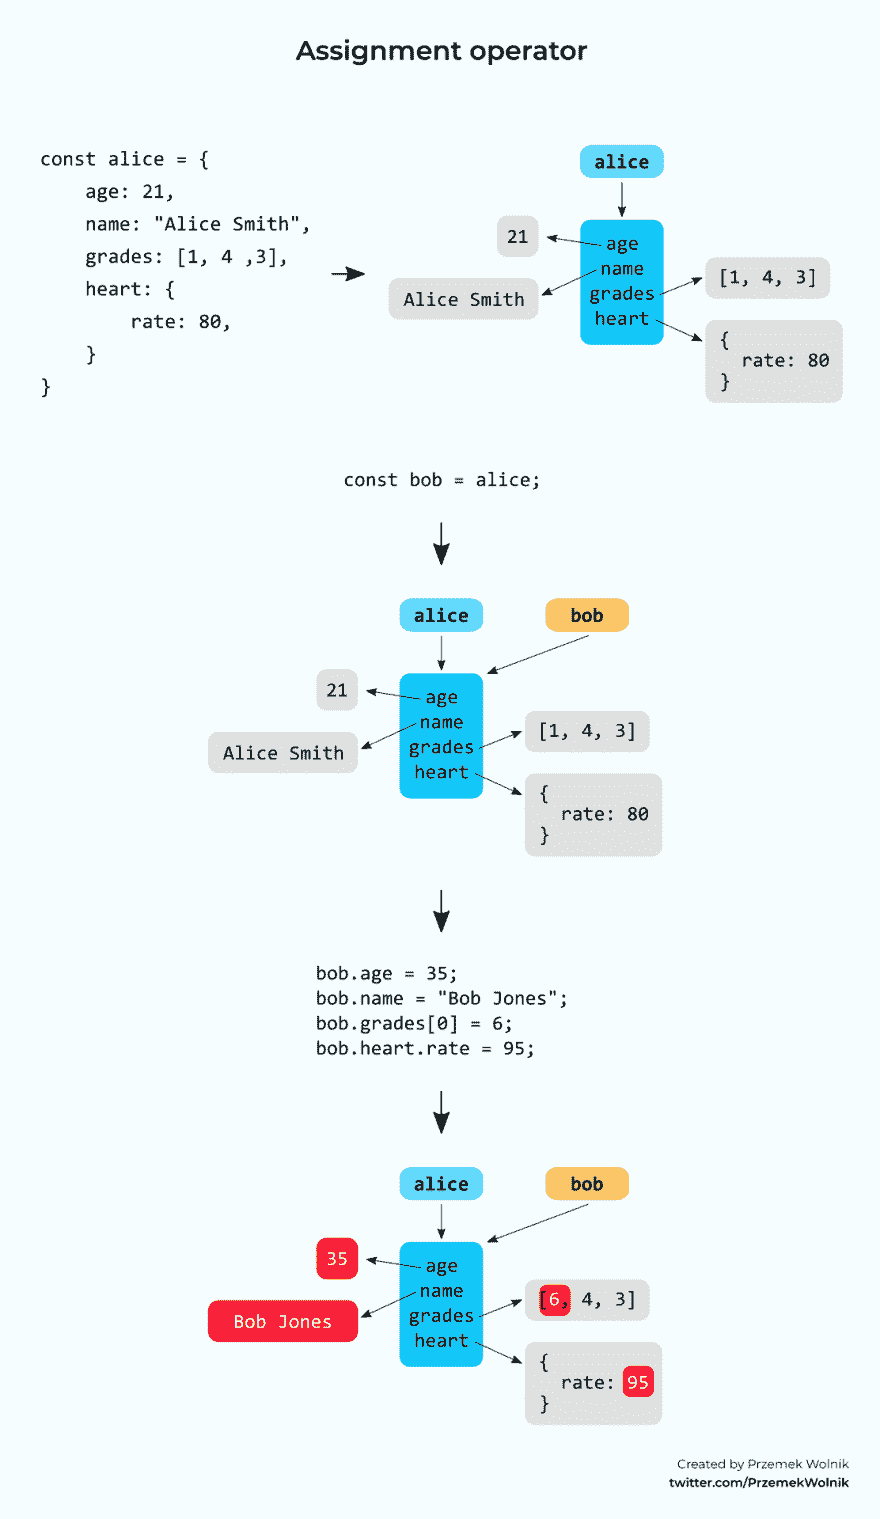 Assignment operator
const alice = {
    age: 21,
    name: "Alice Smith",
    grades: [1, 4 ,3],
    heart: {
        rate: 80,
    }
}
alice
21
age
name
Alice Smith
grades
[1, 4, 3]
heart
{
  rate: 80
}
const bob = alice;
alice
bob
21
age
name
Alice Smith
grades
[1, 4, 3]
heart
{
  rate: 80
}
bob.age = 35;
bob.name = "Bob Jones";
bob.grades[0] = 6;
bob.heart.rate = 95;
alice
bob
35
age
name
Bob Jones
grades
[6, 4, 3]
heart
{
  rate: 95
}
Created by Przemek Wolnik
twitter.com/PrzemekWolnik